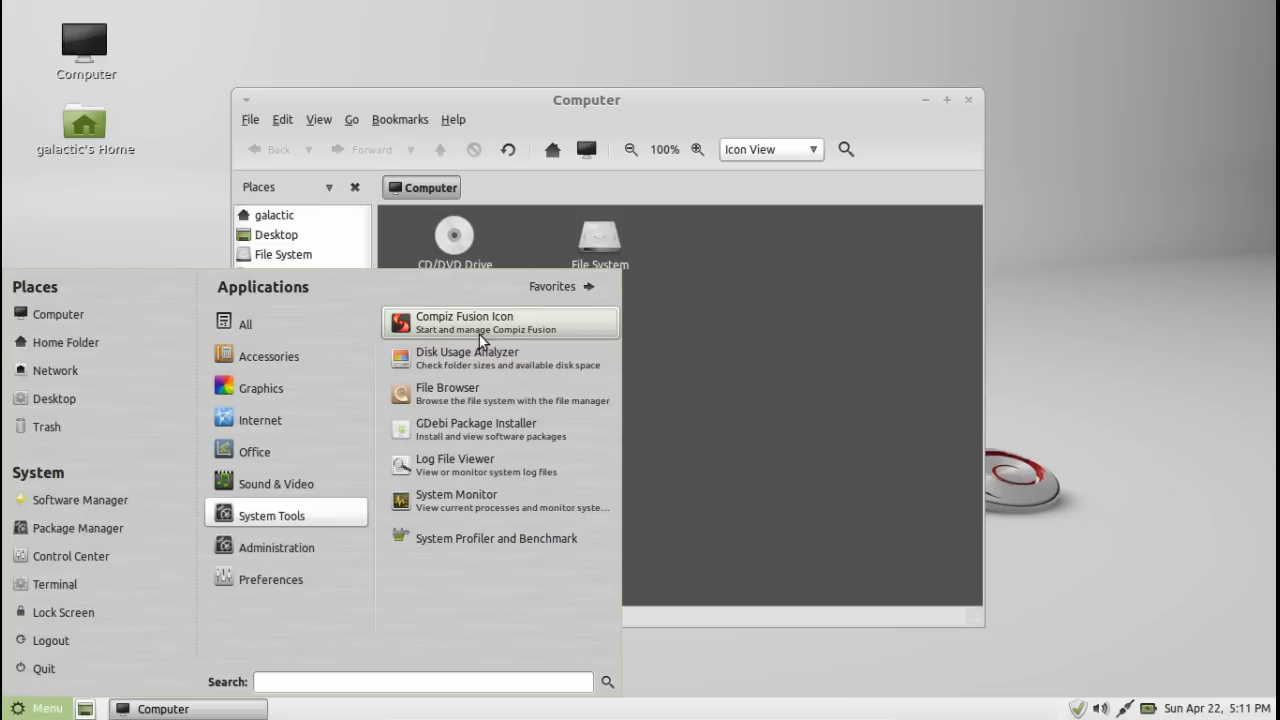 Computer
galactic's Home
Computer
File Edit View Go Bookmarks Help
Back Forward 100% Icon View
Places Computer
galactic
Desktop
File System
CD/DVD Drive File System
Places
Computer
Home Folder
Network
Desktop
Trash
System
Software Manager
Package Manager
Control Center
Terminal
Lock Screen
Logout
Quit
Applications
Favorites
All
Accessories
Graphics
Internet
Office
Sound & Video
System Tools
Administration
Preferences
Compiz Fusion Icon
Start and manage Compiz Fusion
Disk Usage Analyzer
Check folder sizes and available disk space
File Browser
Browse the file system with the file manager
GDebi Package Installer
Install and view software packages
Log File Viewer
View or monitor system log files
System Monitor
View current processes and monitor syste...
System Profiler and Benchmark
Search:
Menu Computer Sun Apr 22, 5:11 PM